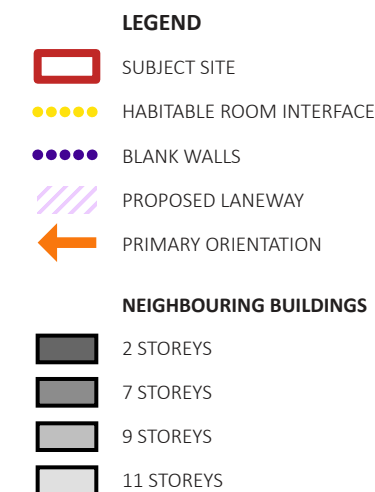 LEGEND
SUBJECT SITE
HABITABLE ROOM INTERFACE
BLANK WALLS
PROPOSED LANEWAY
PRIMARY ORIENTATION
NEIGHBOURING BUILDINGS
2 STOREYS
7 STOREYS
9 STOREYS
11 STOREYS